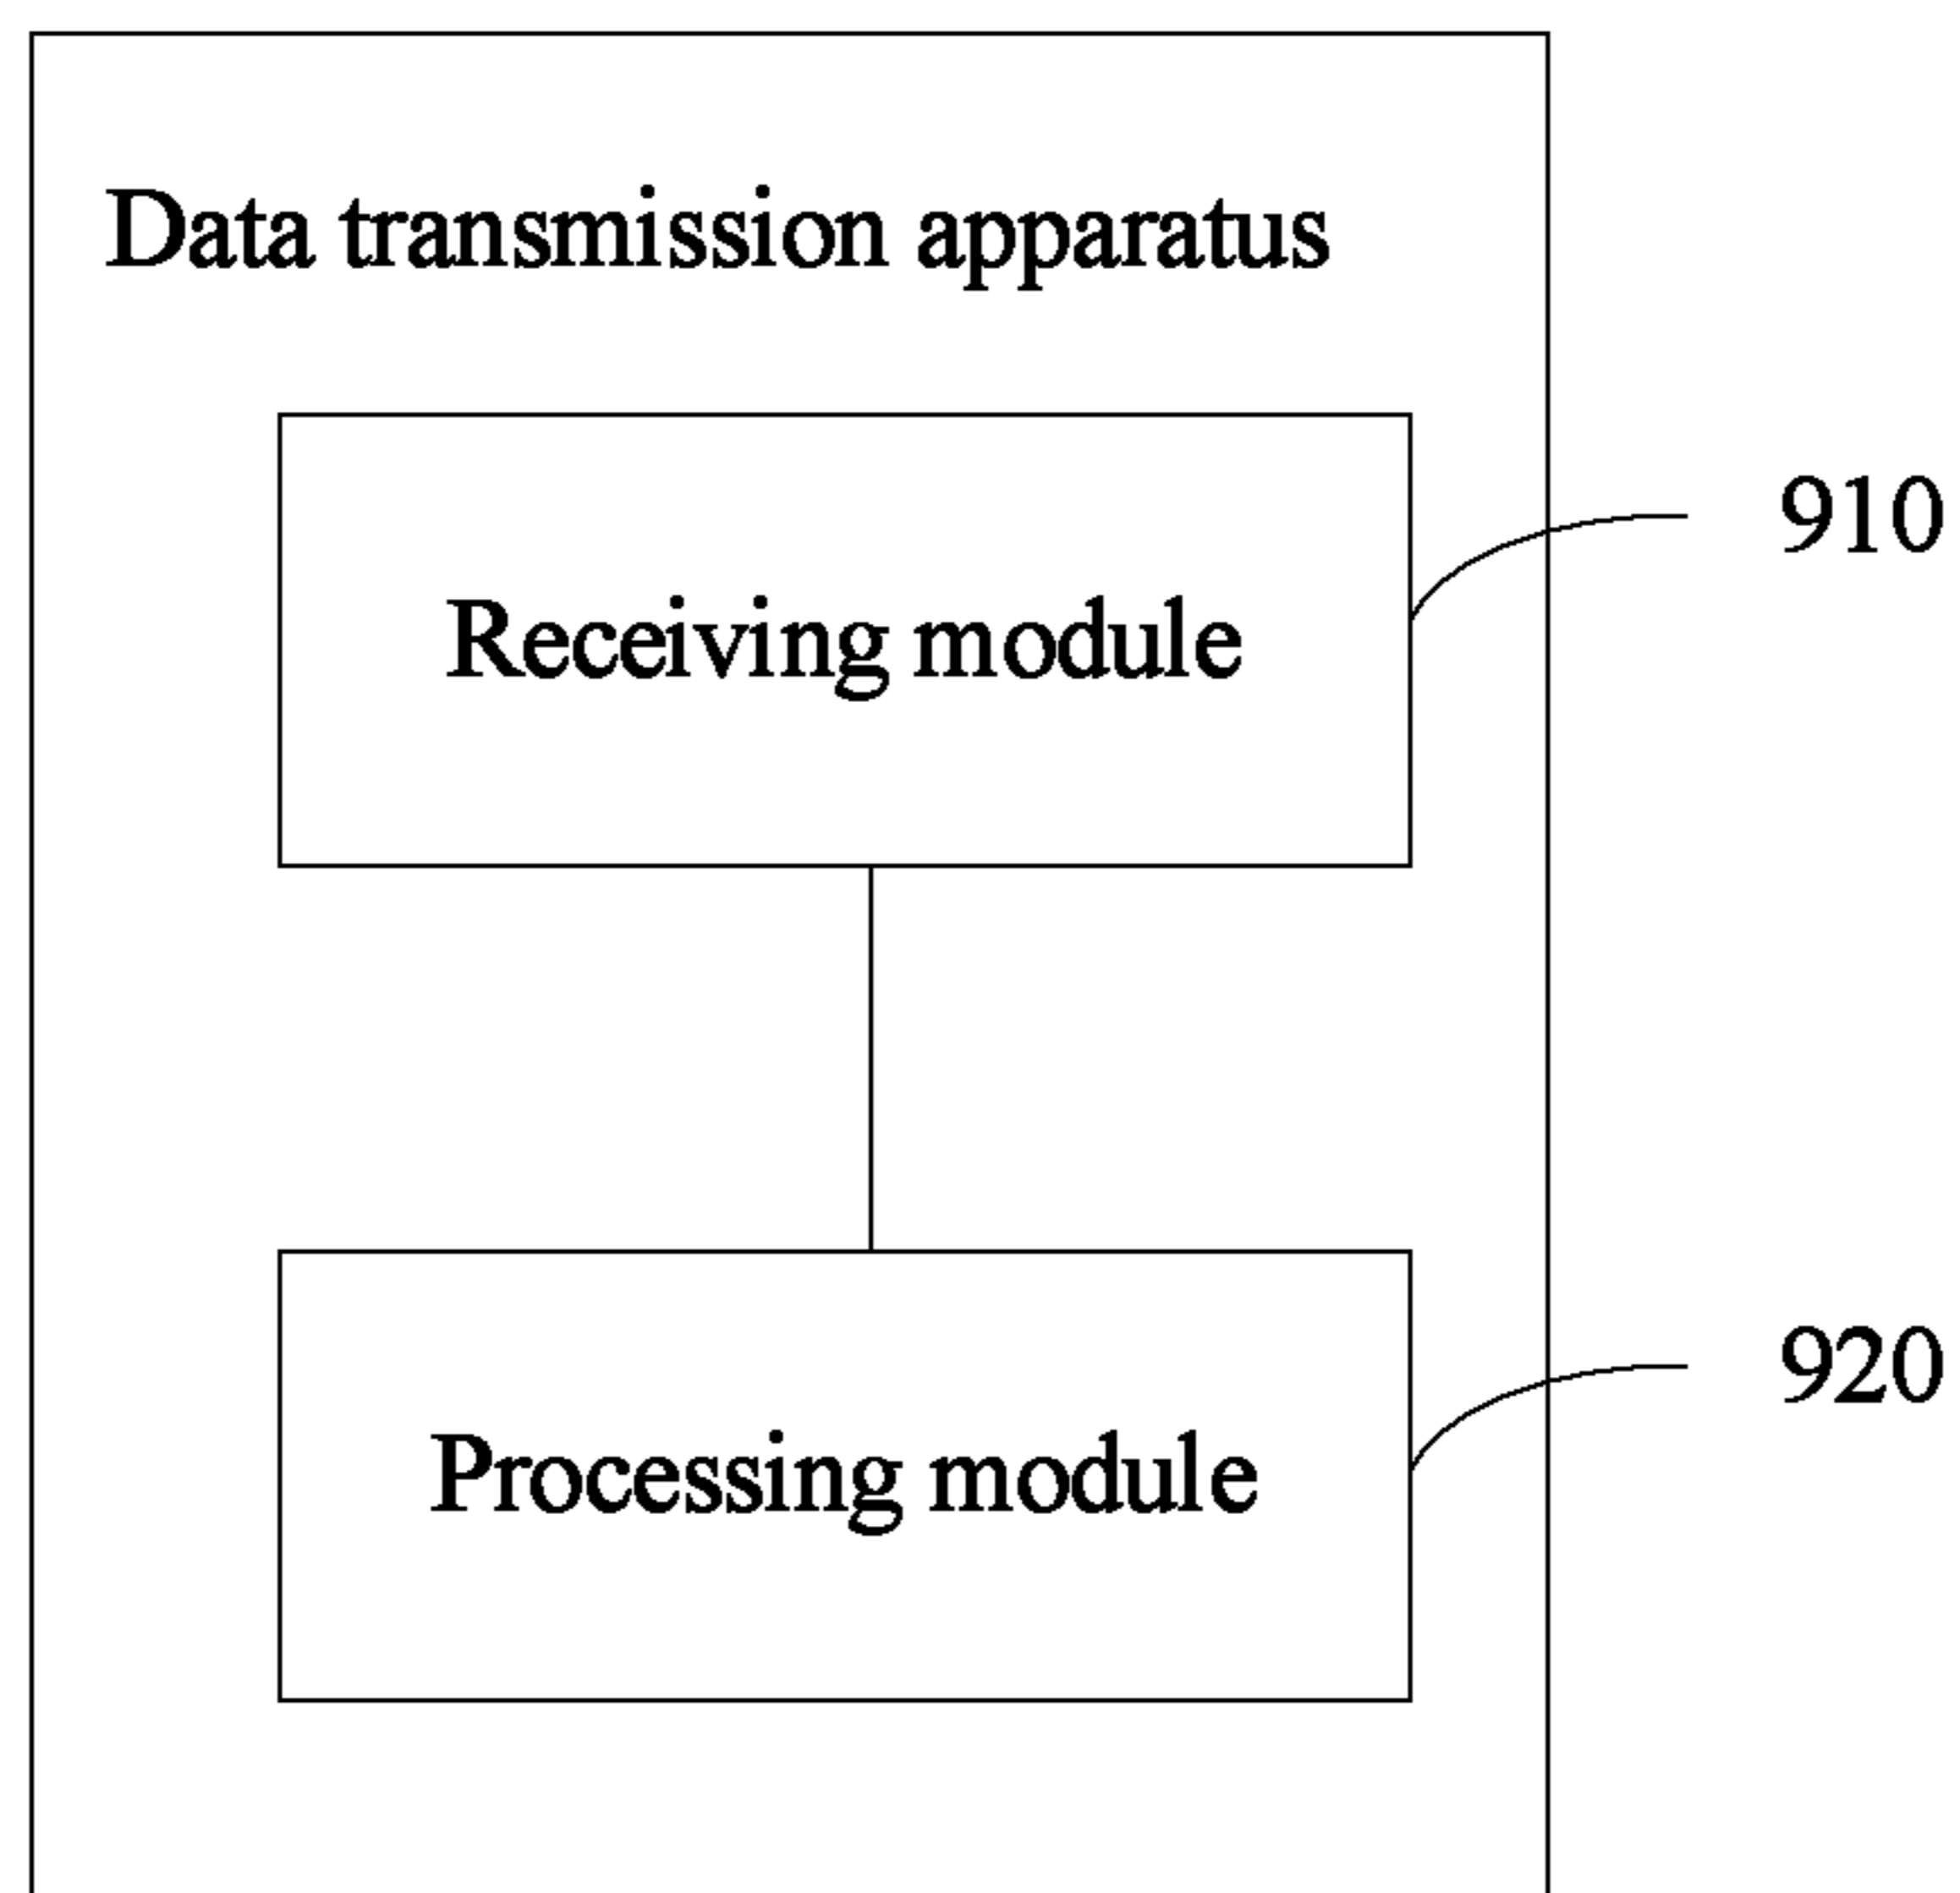 Data transmission apparatus
910
Receiving module
920
Processing module